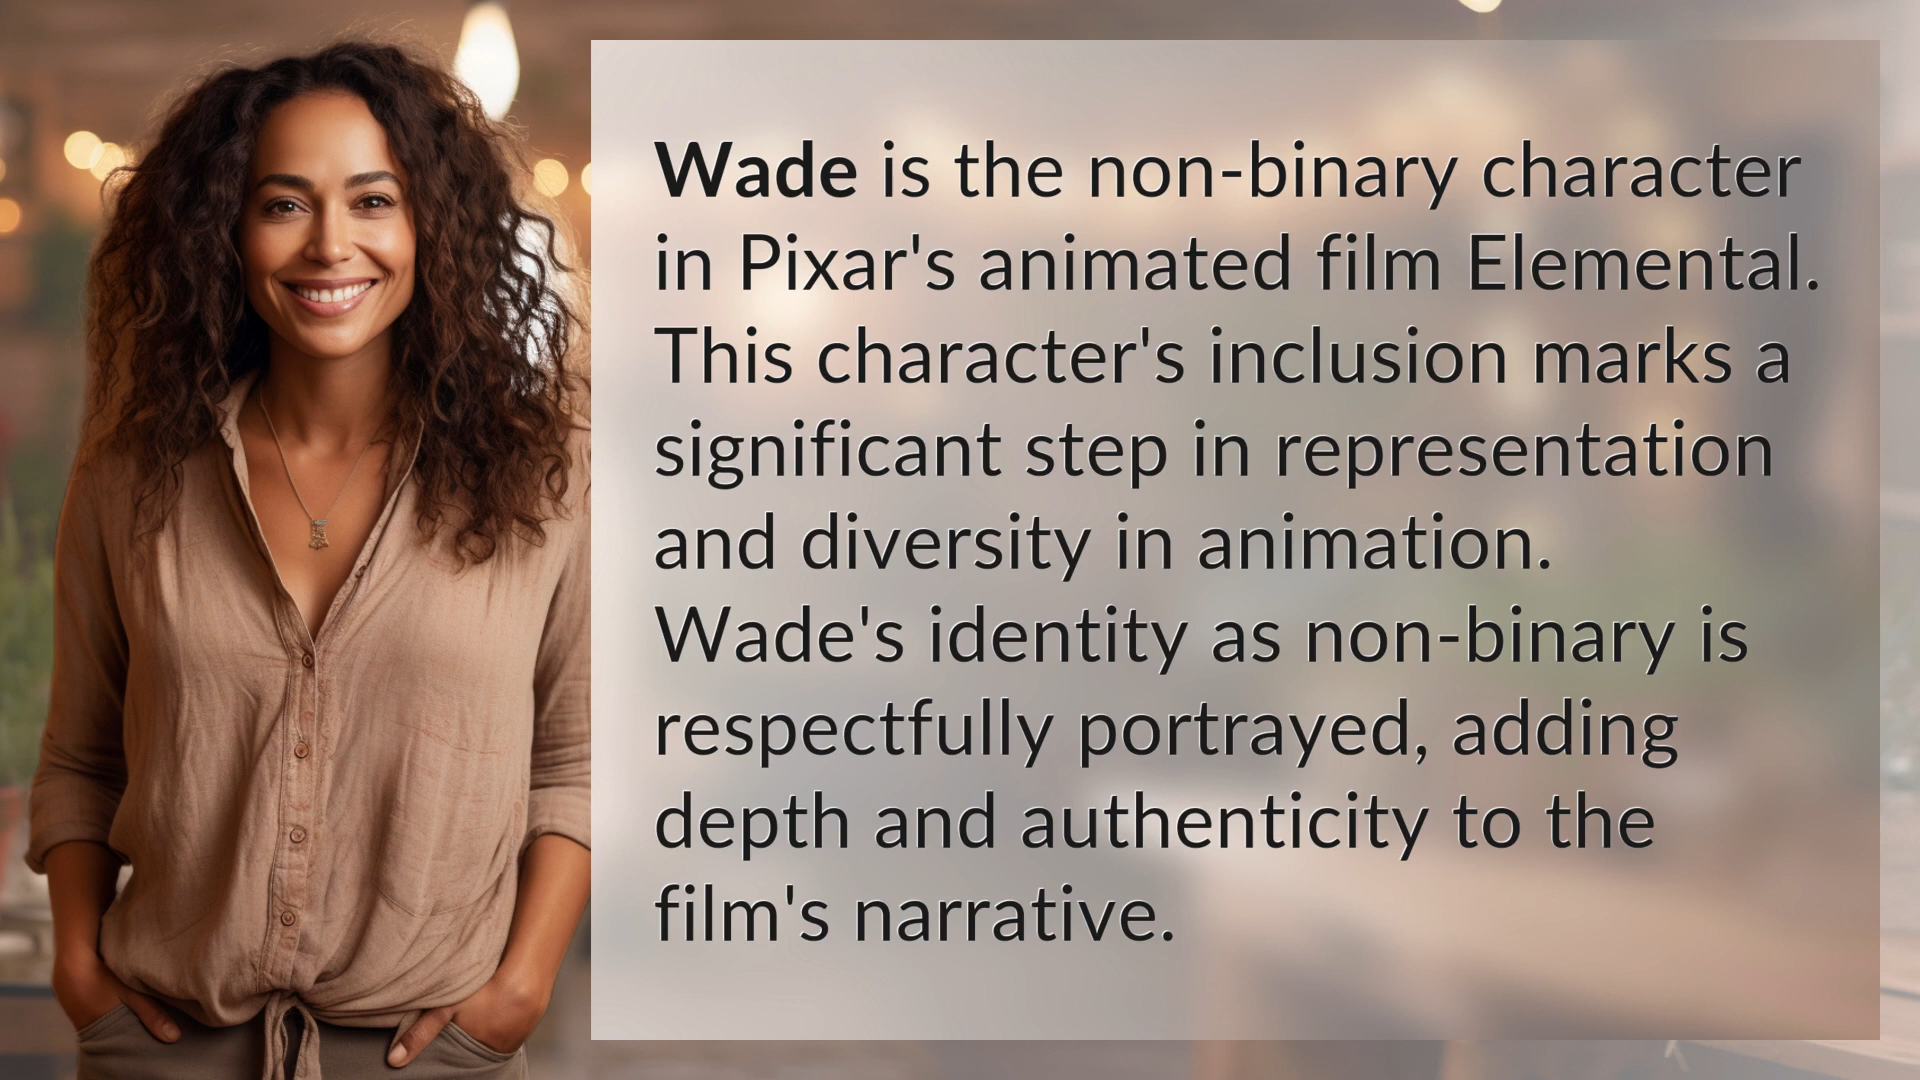 Wade is the non-binary character
in Pixar's animated film Elemental.
This character's inclusion marks a
significant step in representation
and diversity in animation.
Wade's identity as non-binary is
respectfully portrayed, adding
depth and authenticity to the
film's narrative.